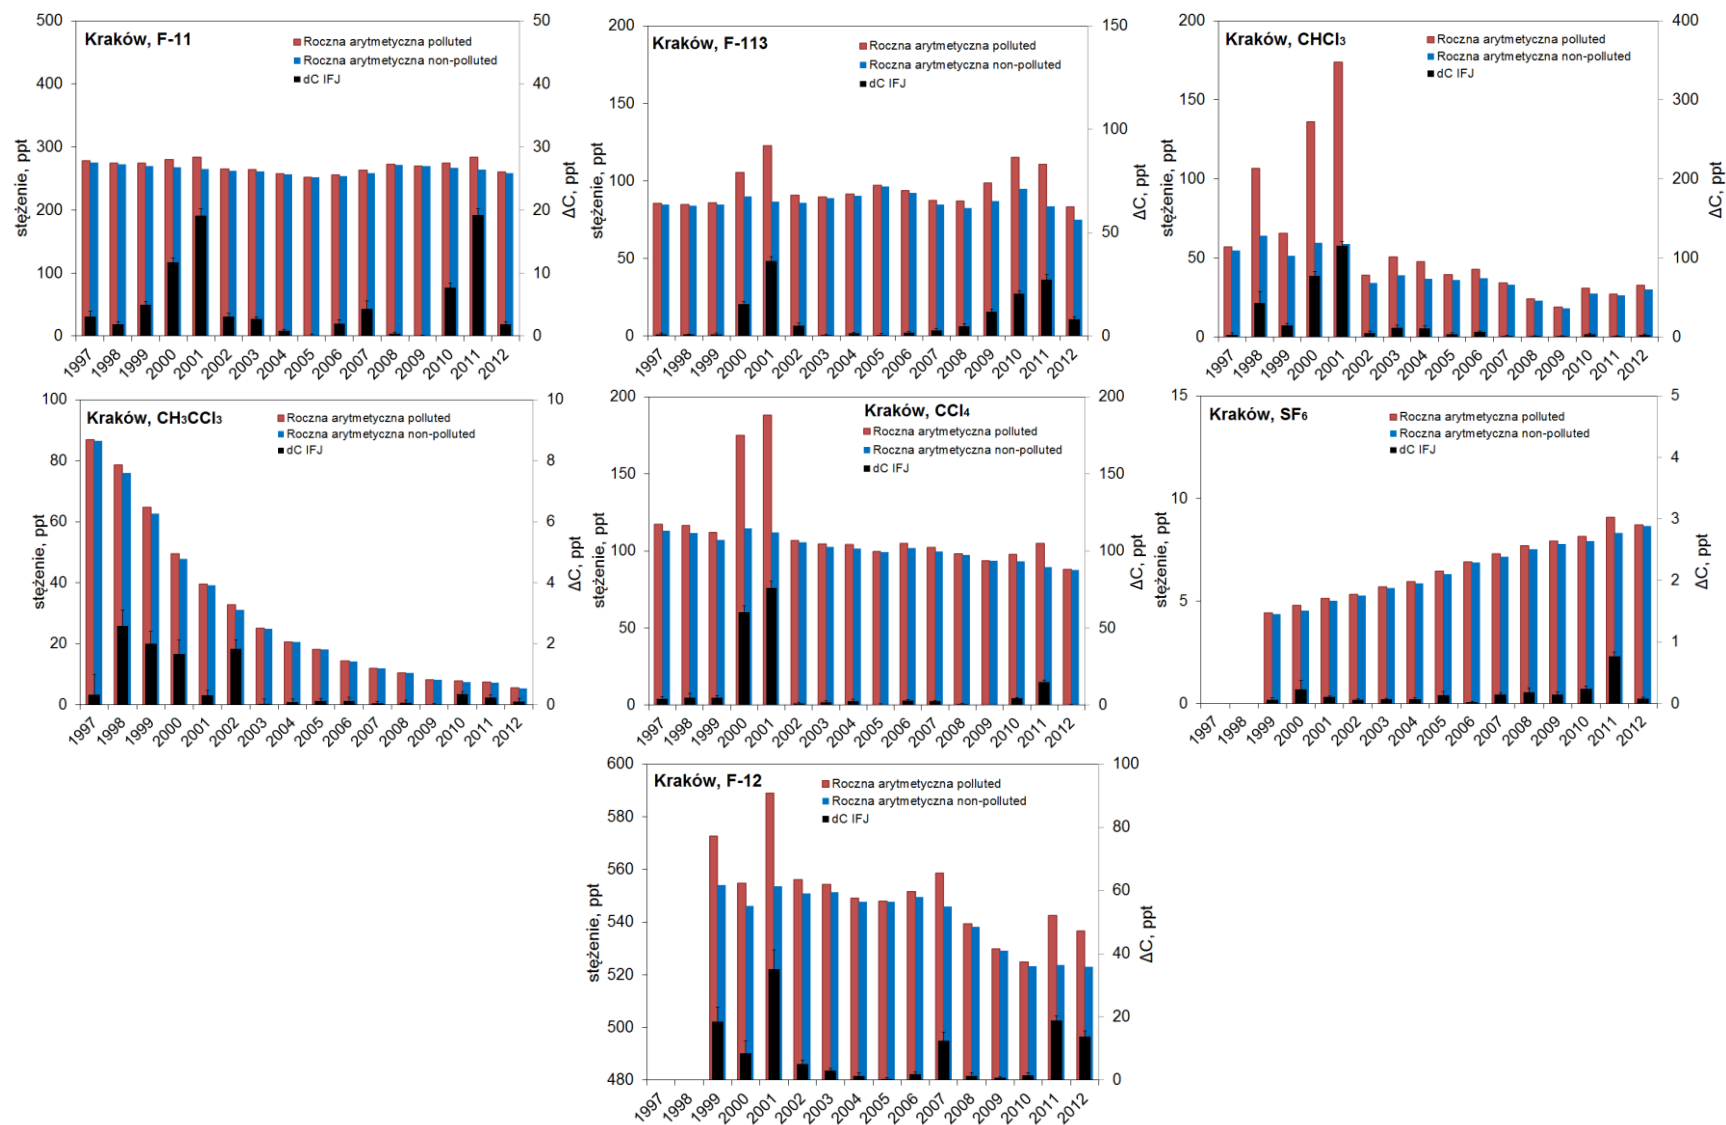 Kraków, F-11
Roczna arytmetyczna polluted
Roczna arytmetyczna non-polluted
dC IFJ
stężenie, ppt
ΔC, ppt
500
400
300
200
100
0
50
40
30
20
10
0
1997 1998 1999 2000 2001 2002 2003 2004 2005 2006 2007 2008 2009 2010 2011 2012
Kraków, F-113
Roczna arytmetyczna polluted
Roczna arytmetyczna non-polluted
dC IFJ
stężenie, ppt
ΔC, ppt
200
150
100
50
0
150
100
50
0
1997 1998 1999 2000 2001 2002 2003 2004 2005 2006 2007 2008 2009 2010 2011 2012
Kraków, CHCl₃
Roczna arytmetyczna polluted
Roczna arytmetyczna non-polluted
dC IFJ
stężenie, ppt
ΔC, ppt
200
150
100
50
0
400
300
200
100
0
1997 1998 1999 2000 2001 2002 2003 2004 2005 2006 2007 2008 2009 2010 2011 2012
Kraków, CH₃CCl₃
Roczna arytmetyczna polluted
Roczna arytmetyczna non-polluted
dC IFJ
stężenie, ppt
ΔC, ppt
100
80
60
40
20
0
10
8
6
4
2
0
1997 1998 1999 2000 2001 2002 2003 2004 2005 2006 2007 2008 2009 2010 2011 2012
Kraków, CCl₄
Roczna arytmetyczna polluted
Roczna arytmetyczna non-polluted
dC IFJ
stężenie, ppt
ΔC, ppt
200
150
100
50
0
200
150
100
50
0
1997 1998 1999 2000 2001 2002 2003 2004 2005 2006 2007 2008 2009 2010 2011 2012
Kraków, SF₆
Roczna arytmetyczna polluted
Roczna arytmetyczna non-polluted
dC IFJ
stężenie, ppt
ΔC, ppt
15
10
5
0
5
4
3
2
1
0
1997 1998 1999 2000 2001 2002 2003 2004 2005 2006 2007 2008 2009 2010 2011 2012
Kraków, F-12
Roczna arytmetyczna polluted
Roczna arytmetyczna non-polluted
dC IFJ
stężenie, ppt
ΔC, ppt
600
580
560
540
520
500
480
100
80
60
40
20
0
1997 1998 1999 2000 2001 2002 2003 2004 2005 2006 2007 2008 2009 2010 2011 2012